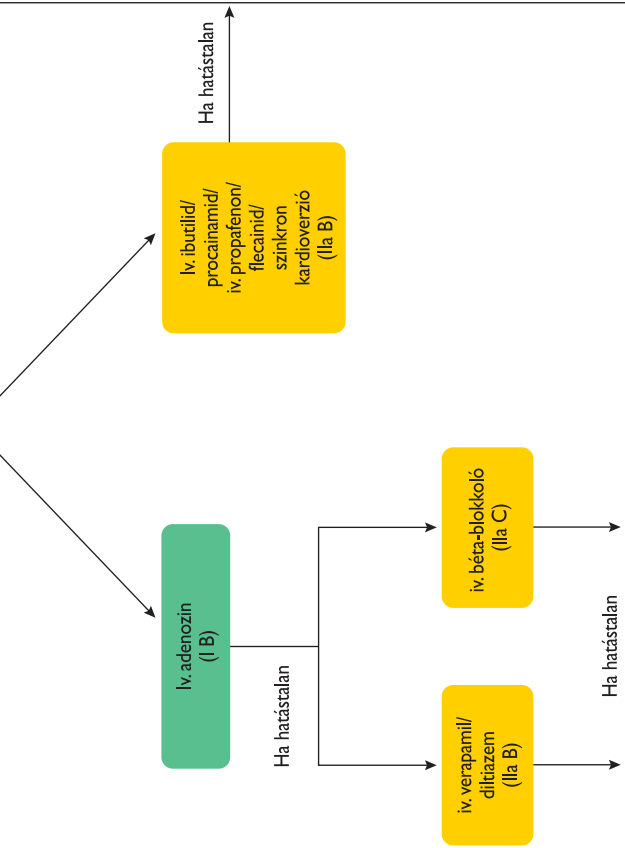 Iv. adenozin
(I B)
Ha hatástalan
iv. verapamil/
diltiazem
(IIa B)
iv. béta-blokkoló
(IIa C)
Ha hatástalan
Iv. ibutilid/
procainamid/
iv. propafenon/
flecainid/
szinkron
kardioverzió
(IIa B)
Ha hatástalan